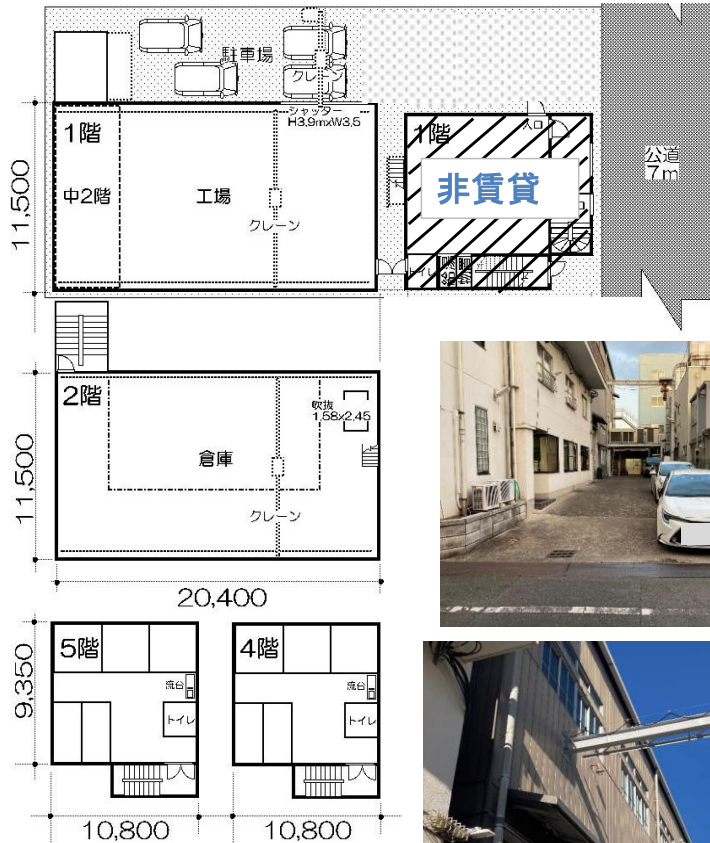 駐車場
クレーン
シャッター
H3.9mxW3.5
1階
中2階
工場
クレーン
11,500
1階
入口
非賃貸
トイレ
公道
7m
2階
吹抜
1.58x2.45
倉庫
クレーン
11,500
20,400
5階
流台
トイレ
9,350
10,800
4階
流台
トイレ
10,800